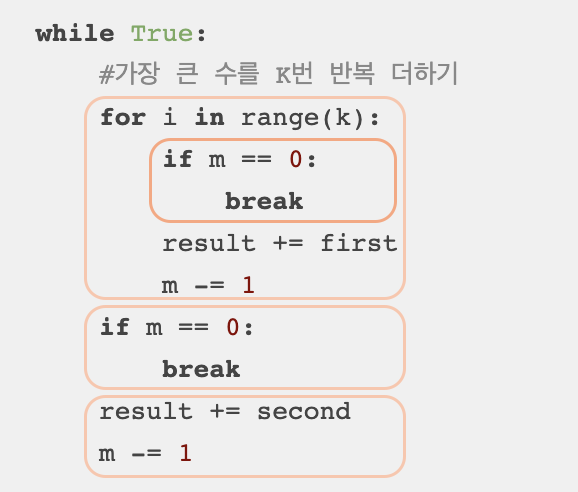 while True:
    #가장 큰 수를 K번 반복 더하기
    for i in range(k):
        if m == 0:
            break
        result += first
        m -= 1
    if m == 0:
        break
    result += second
    m -= 1